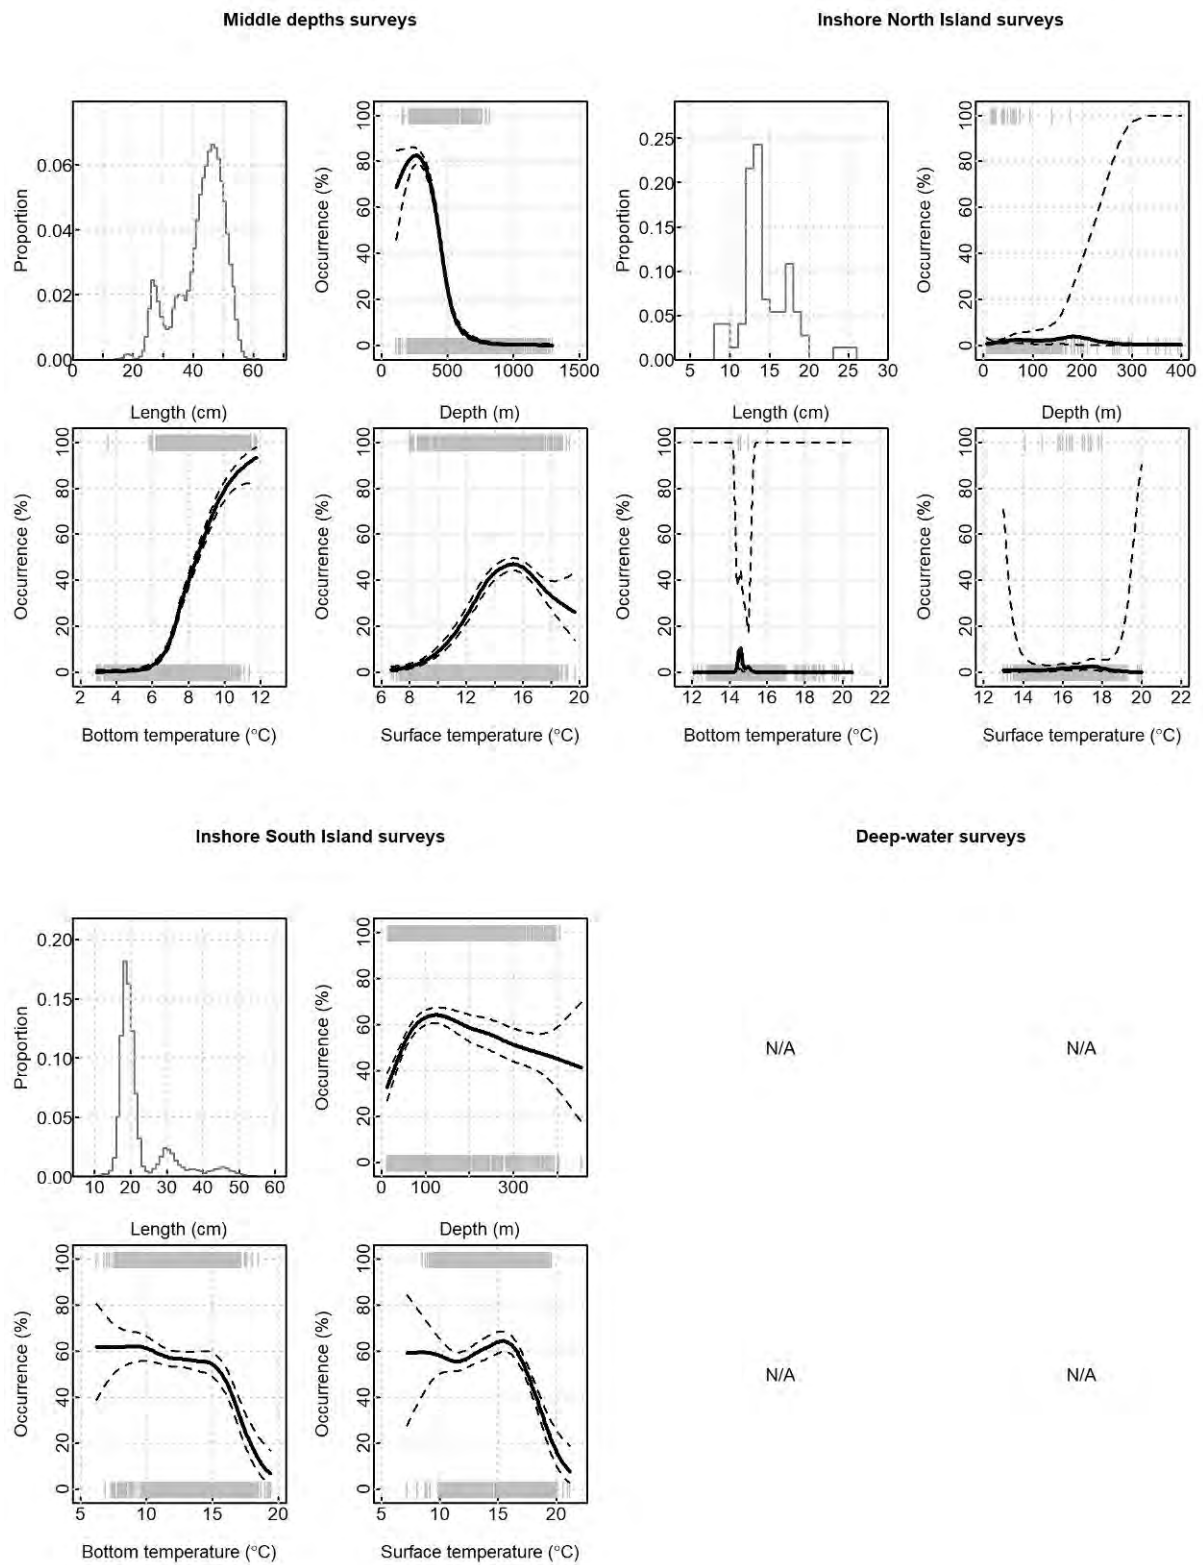 Middle depths surveys
Inshore North Island surveys
Proportion
0.00 0.02 0.04 0.06
0 20 40 60
Length (cm)
Occurrence (%)
0 20 40 60 80 100
0 500 1000 1500
Depth (m)
Proportion
0.00 0.05 0.10 0.15 0.20 0.25
5 10 15 20 25 30
Length (cm)
Occurrence (%)
0 20 40 60 80 100
0 100 200 300 400
Depth (m)
Occurrence (%)
0 20 40 60 80 100
2 4 6 8 10 12
Bottom temperature (°C)
Occurrence (%)
0 20 40 60 80 100
6 8 12 16 20
Surface temperature (°C)
Occurrence (%)
0 20 40 60 80 100
12 14 16 18 20 22
Bottom temperature (°C)
Occurrence (%)
0 20 40 60 80 100
12 14 16 18 20 22
Surface temperature (°C)
Inshore South Island surveys
Deep-water surveys
Proportion
0.00 0.05 0.10 0.15 0.20
10 20 30 40 50 60
Length (cm)
Occurrence (%)
0 20 40 60 80 100
0 100 300
Depth (m)
N/A
N/A
Occurrence (%)
0 20 40 60 80 100
5 10 15 20
Bottom temperature (°C)
Occurrence (%)
0 20 40 60 80 100
5 10 15 20
Surface temperature (°C)
N/A
N/A